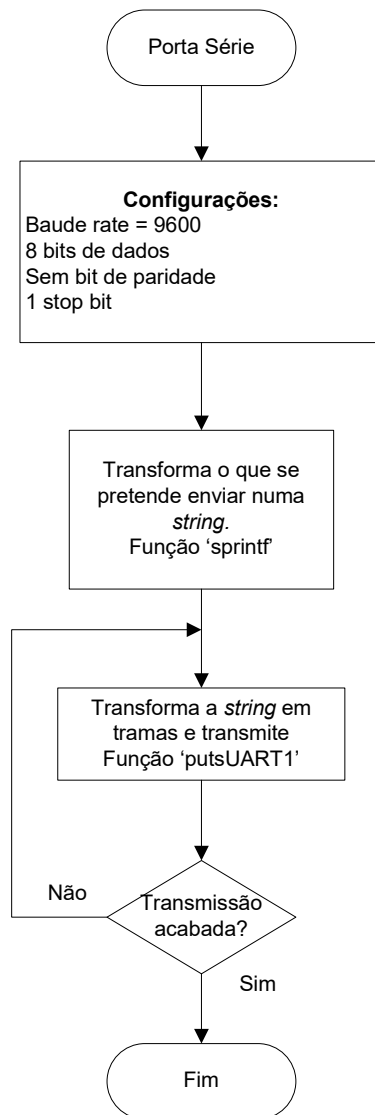 Porta Série
Configurações:
Baude rate = 9600
8 bits de dados
Sem bit de paridade
1 stop bit
Transforma o que se
pretende enviar numa
string.
Função ‘sprintf’
Transforma a string em
tramas e transmite
Função ‘putsUART1’
Não
Transmissão
acabada?
Sim
Fim